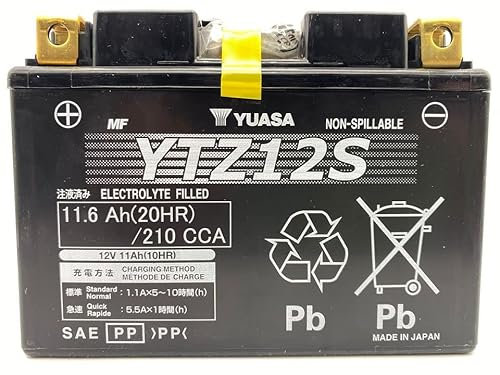 YUASA
MF
NON-SPILLABLE
YTZ12S
液注入済み ELECTROLYTE FILLED
11.6 Ah(20HR)
/210 CCA
12V 11Ah(10HR)
充電方法 CHARGING METHOD
MÉTHODE DE CHARGE
標準 Standard Normal : 1.1A×5～10時間(h)
急速 Quick Rapide : 5.5A×1時間(h)
SAE PP >PP<
Pb
Pb
MADE IN JAPAN